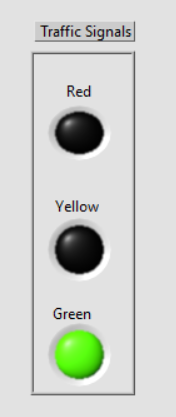 Traffic Signals
Red
Yellow
Green